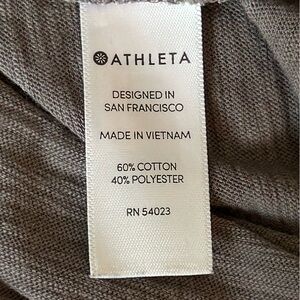 ATHLETA
DESIGNED IN
SAN FRANCISCO
MADE IN VIETNAM
60% COTTON
40% POLYESTER
RN 54023